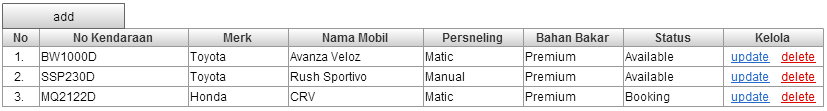 add
No No Kendaraan Merk Nama Mobil Persneling Bahan Bakar Status Kelola
1. BW1000D Toyota Avanza Veloz Matic Premium Available update delete
2. SSP230D Toyota Rush Sportivo Manual Premium Available update delete
3. MQ2122D Honda CRV Matic Premium Booking update delete